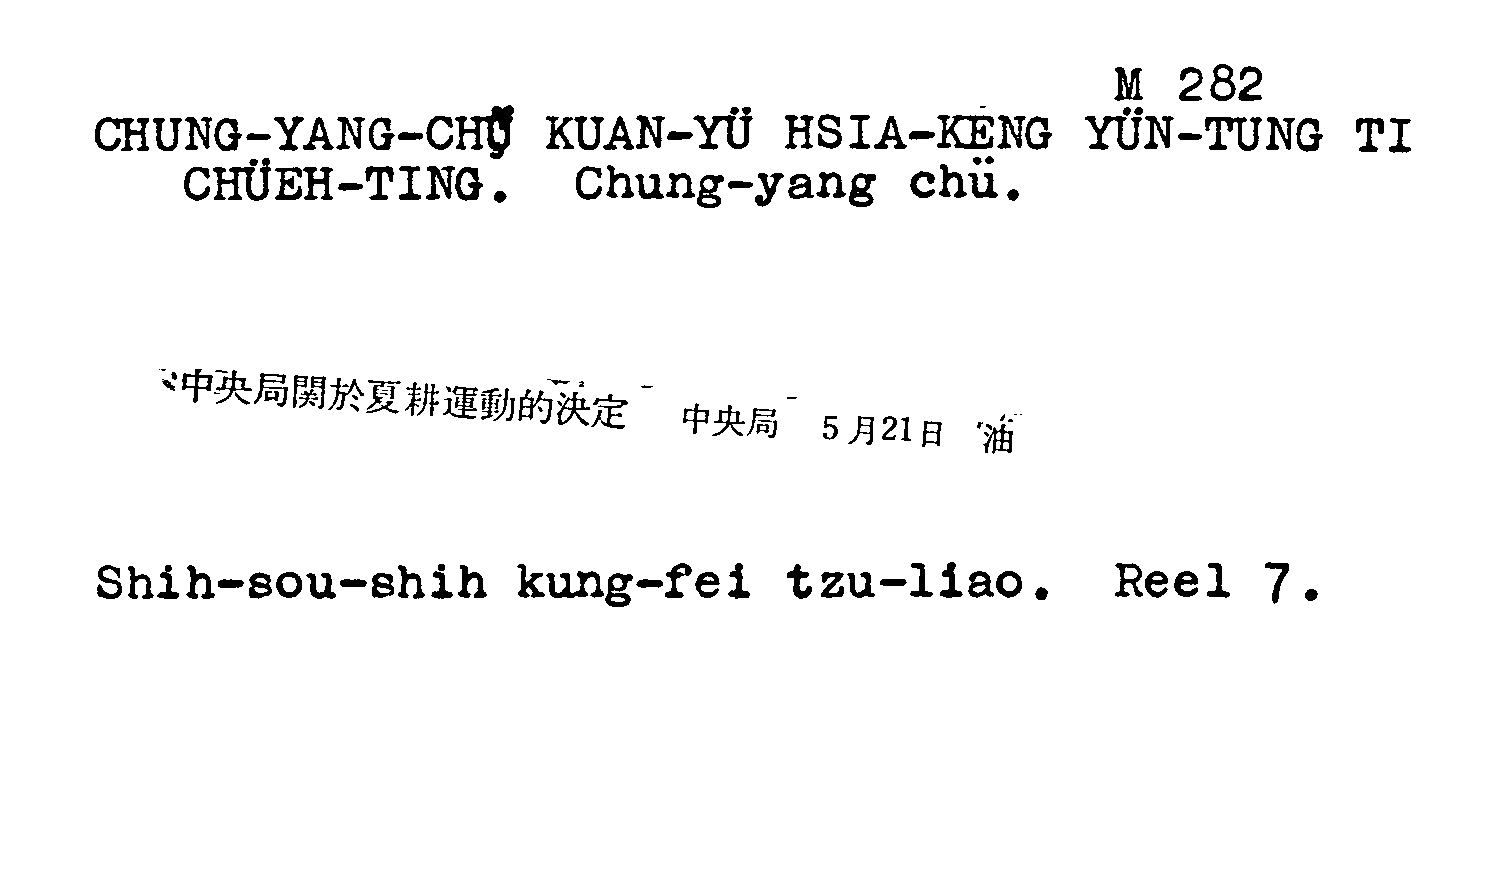 M 282
CHUNG-YANG-CHÜ KUAN-YÜ HSIA-KENG YÜN-TUNG TI
CHÜEH-TING. Chung-yang chü.
中央局関於夏耕運動的決定 中央局 5月21日 油
Shih-sou-shih kung-fei tzu-liao. Reel 7.